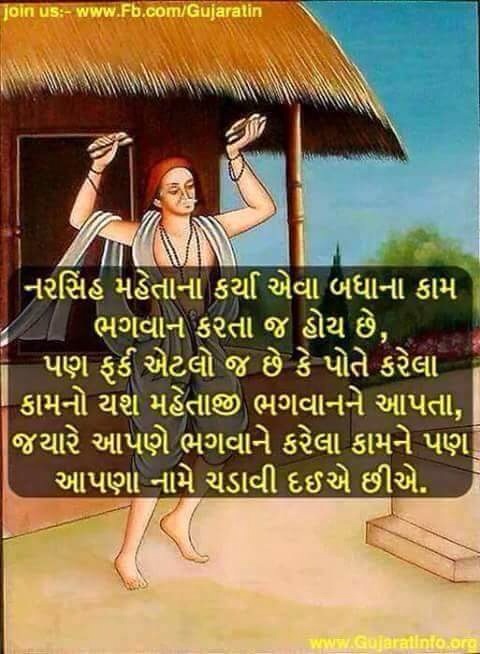 join us:- www.Fb.com/Gujaratin
નરસિંહ મહેતાના કર્યા એવા બધાના કામ
ભગવાન કરતા જ હોય છે,
પણ ફર્ક એટલો જ છે કે પોતે કરેલા
કામનો યશ મહેતાજી ભગવાનને આપતા,
જયારે આપણે ભગવાને કરેલા કામને પણ
આપણા નામે ચડાવી દઈએ છીએ.
www.GujaratInfo.org